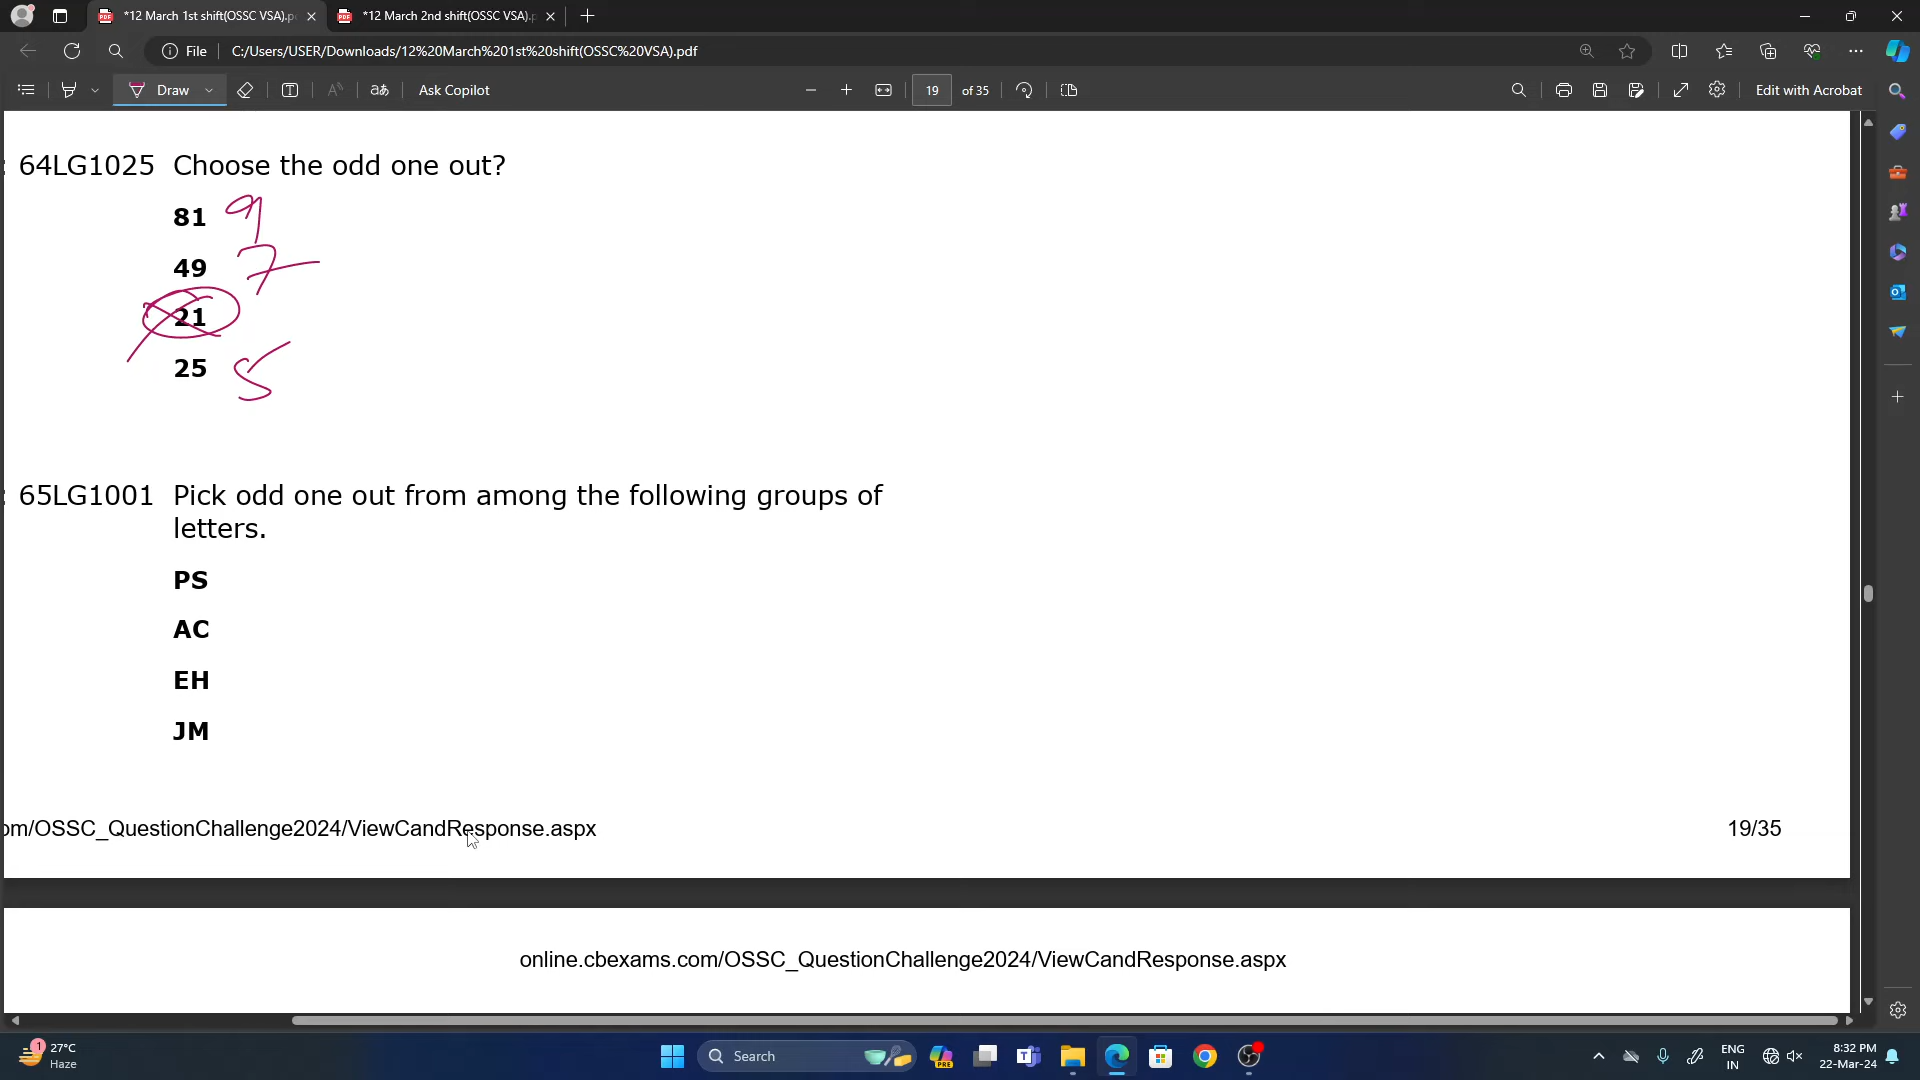 *12 March 1st shift(OSSC VSA).p
*12 March 2nd shift(OSSC VSA).p
File
C:/Users/USER/Downloads/12%20March%201st%20shift(OSSC%20VSA).pdf
Draw
aあ
Ask Copilot
19 of 35
Edit with Acrobat
64LG1025 Choose the odd one out?
81 9
49 7
21
25 5
65LG1001 Pick odd one out from among the following groups of
letters.
PS
AC
EH
JM
om/OSSC_QuestionChallenge2024/ViewCandResponse.aspx
19/35
online.cbexams.com/OSSC_QuestionChallenge2024/ViewCandResponse.aspx
1
27°C
Haze
Search
PRE
ENG
IN
8:32 PM
22-Mar-24